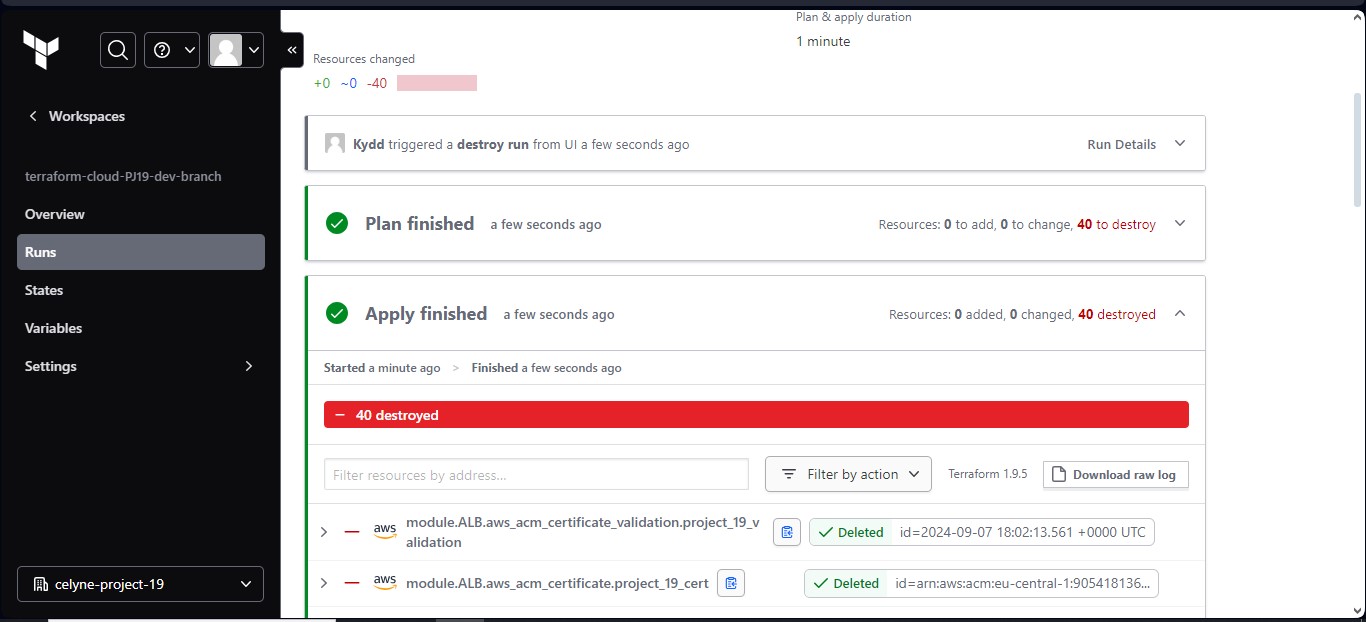 Plan & apply duration
1 minute
Resources changed
+0 ~0 -40
Workspaces
terraform-cloud-PJ19-dev-branch
Overview
Runs
States
Variables
Settings
celyne-project-19
Kydd triggered a destroy run from UI a few seconds ago
Run Details
Plan finished a few seconds ago
Resources: 0 to add, 0 to change, 40 to destroy
Apply finished a few seconds ago
Resources: 0 added, 0 changed, 40 destroyed
Started a minute ago > Finished a few seconds ago
− 40 destroyed
Filter resources by address...
Filter by action
Terraform 1.9.5
Download raw log
aws
module.ALB.aws_acm_certificate_validation.project_19_v
alidation
Deleted id=2024-09-07 18:02:13.561 +0000 UTC
aws
module.ALB.aws_acm_certificate.project_19_cert
Deleted id=arn:aws:acm:eu-central-1:905418136...